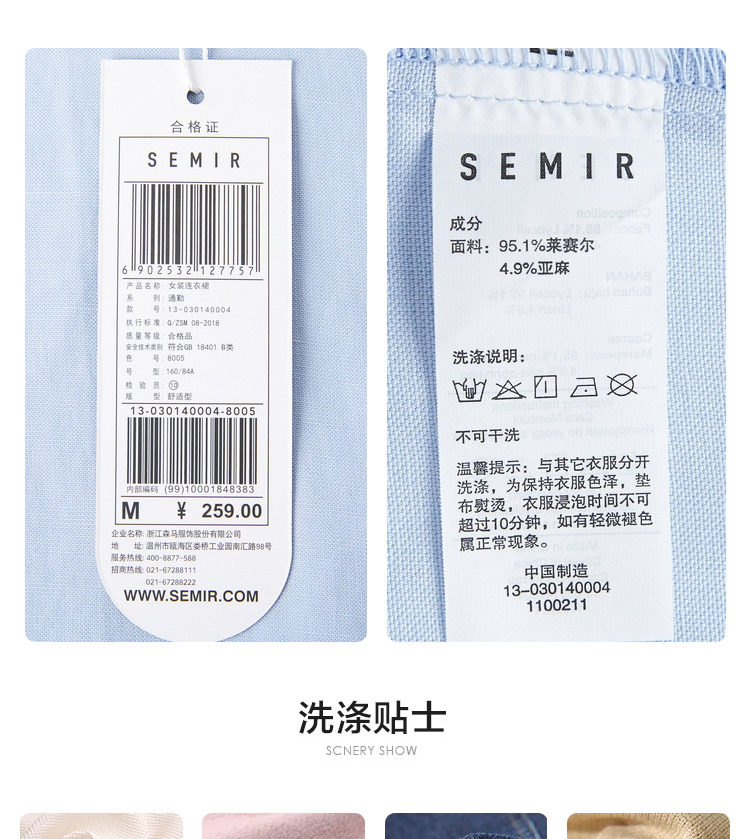 合格证
SEMIR
6 902532 127757
产品名称: 女装连衣裙
系 列: 通勤
款 号: 13-030140004
执行标准: Q/ZSM 08-2018
质量等级: 合格品
安全技术类别 符合GB 18401 B类
色 号: 8005
号 型: 160/84A
检 验 员: ⑩
版 型: 舒适型
13-030140004-8005
内部编码 (99)10001848383
M ¥ 259.00
企业名称: 浙江森马服饰股份有限公司
地 址: 温州市瓯海区娄桥工业园南汇路98号
服务热线: 400-8877-588
招商热线: 021-67288111
021-67288222
WWW.SEMIR.COM
SEMIR
成分
面料: 95.1%莱赛尔
4.9%亚麻
洗涤说明:
不可干洗
温馨提示: 与其它衣服分开
洗涤, 为保持衣服色泽, 垫
布熨烫, 衣服浸泡时间不可
超过10分钟, 如有轻微褪色
属正常现象。
中国制造
13-030140004
1100211
洗涤贴士
SCNERY SHOW